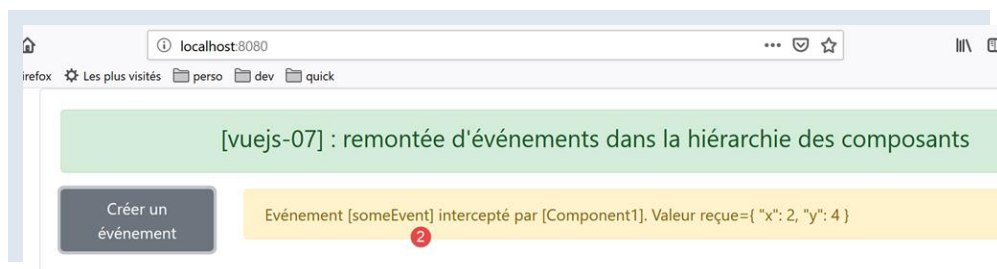 localhost:8080
irefox Les plus visités perso dev quick
[vuejs-07] : remontée d'événements dans la hiérarchie des composants
Créer un
événement
Evénement [someEvent] intercepté par [Component1]. Valeur reçue={ "x": 2, "y": 4 }
2